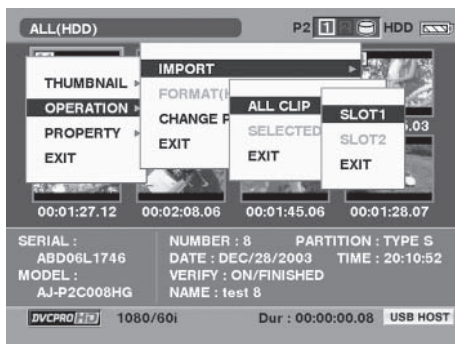 ALL(HDD) P2 1 2 HDD
THUMBNAIL
OPERATION
PROPERTY
EXIT
IMPORT
FORMAT(H
CHANGE P
EXIT
ALL CLIP
SELECTED
EXIT
SLOT1
SLOT2
EXIT
.03
00:01:27.12 00:02:08.06 00:01:45.06 00:01:28.07
SERIAL : NUMBER : 8 PARTITION : TYPE S
ABD06L1746 DATE : DEC/28/2003 TIME : 20:10:52
MODEL : VERIFY : ON/FINISHED
AJ-P2C008HG NAME : test 8
DVCPRO HD 1080/60i Dur : 00:00:00.08 USB HOST